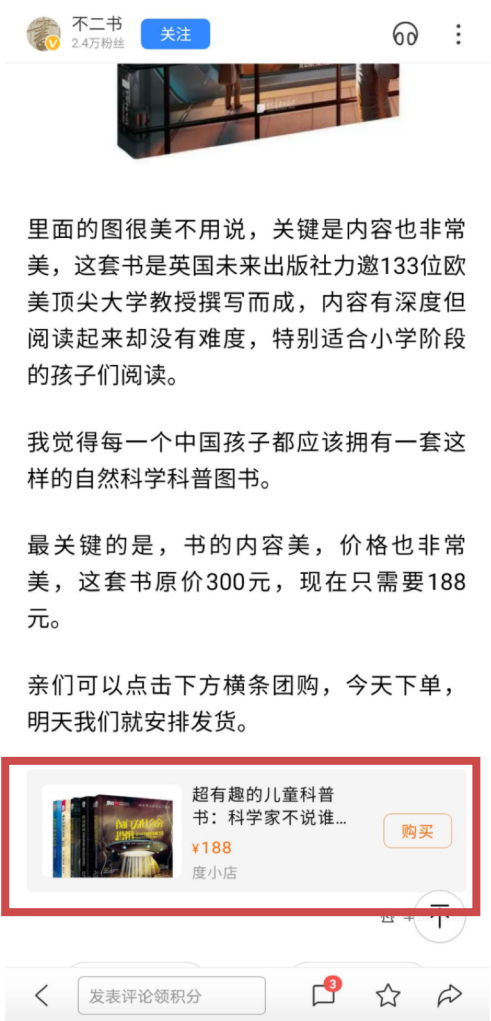 不二书
2.4万粉丝
关注
里面的图很美不用说，关键是内容也非常
美，这套书是英国未来出版社力邀133位欧
美顶尖大学教授撰写而成，内容有深度但
阅读起来却没有难度，特别适合小学阶段
的孩子们阅读。
我觉得每一个中国孩子都应该拥有一套这
样的自然科学科普图书。
最关键的是，书的内容美，价格也非常
美，这套书原价300元，现在只需要188
元。
亲们可以点击下方横条团购，今天下单，
明天我们就安排发货。
超有趣的儿童科普
书：科学家不说谁…
¥188
度小店
购买
发表评论领积分
3